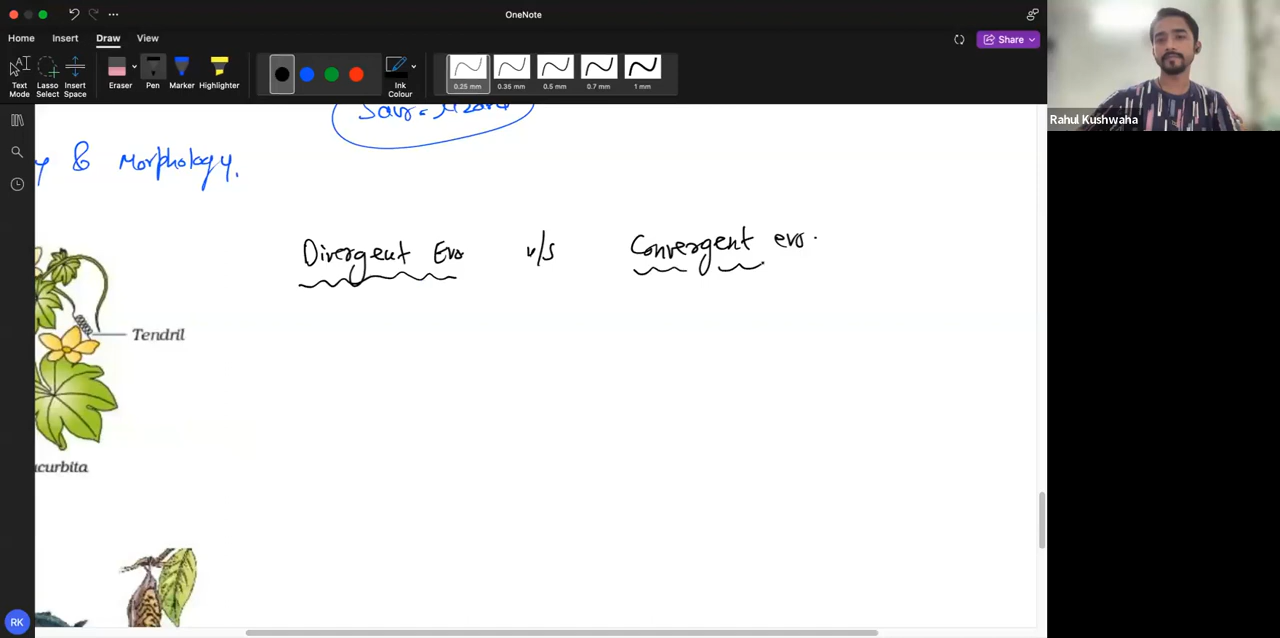 OneNote
Home Insert Draw View
Share
Text Mode
Lasso Select
Insert Space
Eraser
Pen
Marker
Highlighter
Ink Colour
0.25 mm
0.35 mm
0.5 mm
0.7 mm
1 mm
Rahul Kushwaha
y & Morphology.
Divergent Evo v/s Convergent evo.
Tendril
ucurbita
RK